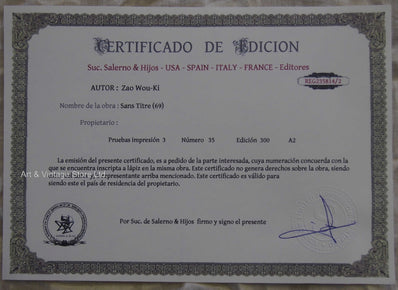 CERTIFICADO DE EDICION
Suc. Salerno & Hijos - USA - SPAIN - ITALY - FRANCE - Editores
REG235814/2
AUTOR : Zao Wou-Ki
Nombre de la obra : Sans Titre (69)
Propietario :
Pruebas impresión 3 Número 35 Edición 300 A2
La emisión del presente certificado, es a pedido de la parte interesada, cuya numeración concuerda con la
que se encuentra inscripta a lápiz en la misma obra. Este certificado no genera derechos sobre la obra, siendo
representante arriba mencionado. Este certificado es válido para
siendo este el país de residencia del propietario.
Art & Vintage
Por Suc. de Salerno & Hijos firmo y signo el presente